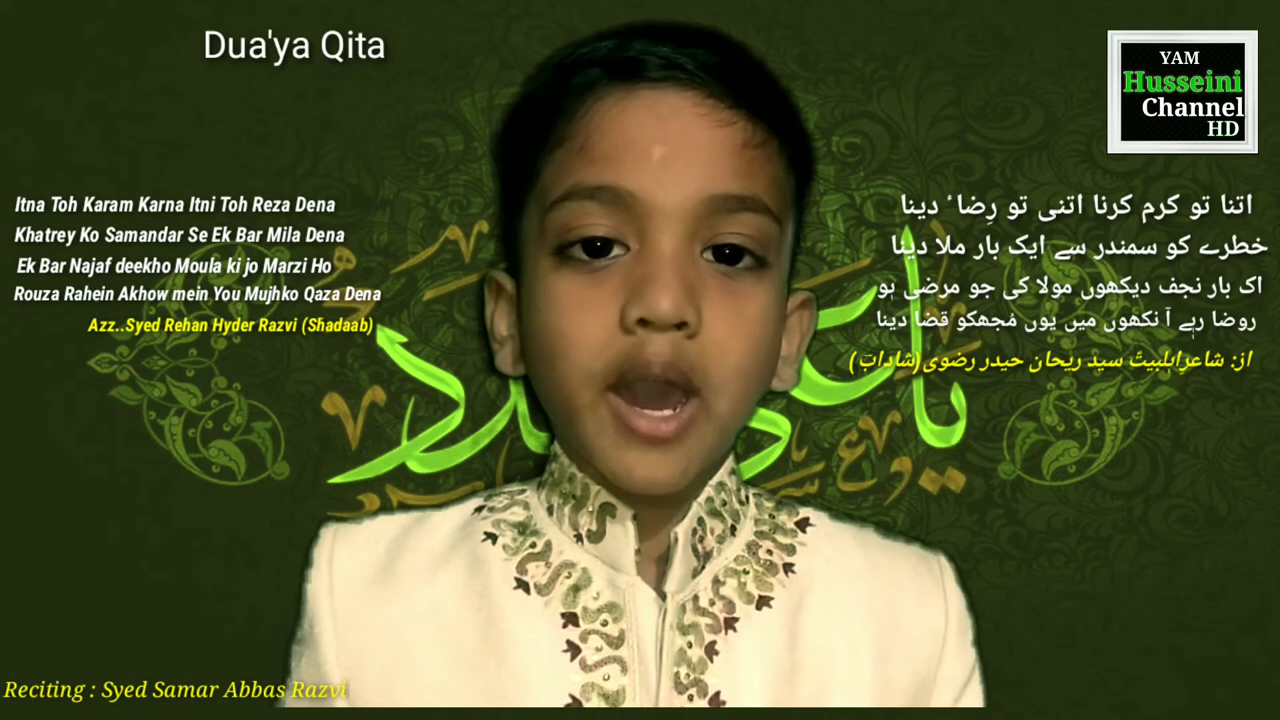 Dua'ya Qita
YAM
Husseini
Channel
HD
Itna Toh Karam Karna Itni Toh Reza Dena
Khatrey Ko Samandar Se Ek Bar Mila Dena
Ek Bar Najaf deekho Moula ki jo Marzi Ho
Rouza Rahein Akhow mein You Mujhko Qaza Dena
Azz..Syed Rehan Hyder Razvi (Shadaab)
اتنا تو کرم کرنا اتنی تو رِضا ٴ دینا
خطرے کو سمندر سے ایک بار ملا دینا
اک بار نجف دیکھوں مولا کی جو مرضی ہو
روضا رہے آ نکھوں میں یوں مُجھکو قضا دینا
از: شاعرِاہلبیتؑ سید ریحان حیدر رضوی(شادابؔ)
یا
Reciting : Syed Samar Abbas Razvi